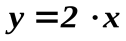 y = 2 · x